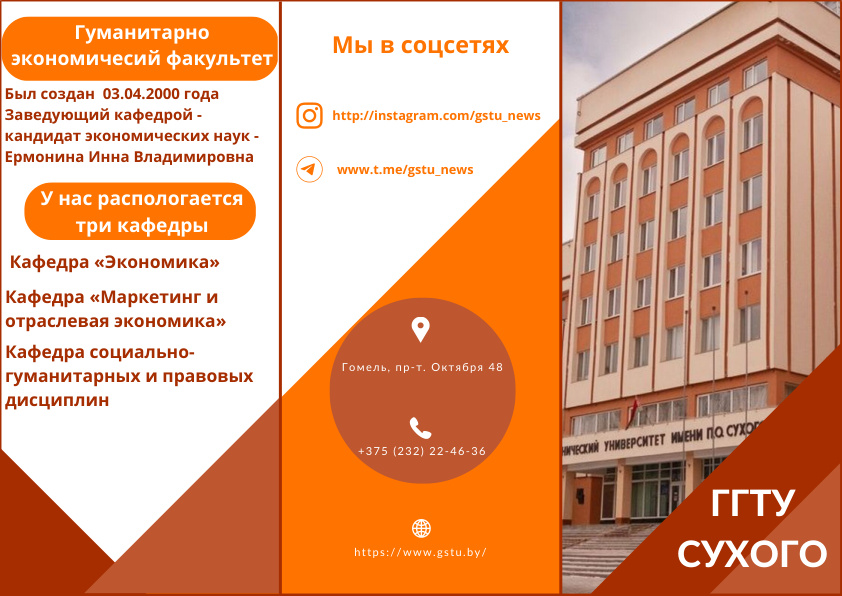 Гуманитарно
экономичесий факультет
Был создан  03.04.2000 года
Заведующий кафедрой -
кандидат экономических наук -
Ермонина Инна Владимировна
У нас распологается
три кафедры
Кафедра «Экономика»
Кафедра «Маркетинг и
отраслевая экономика»
Кафедра социально-
гуманитарных и правовых
дисциплин
Мы в соцсетях
http://instagram.com/gstu_news
www.t.me/gstu_news
Гомель, пр-т. Октября 48
+375 (232) 22-46-36
https://www.gstu.by/
НИЧЕСКИЙ УНИВЕРСИТЕТ ИМЕНИ П.О. СУХОГО
ГГТУ
СУХОГО